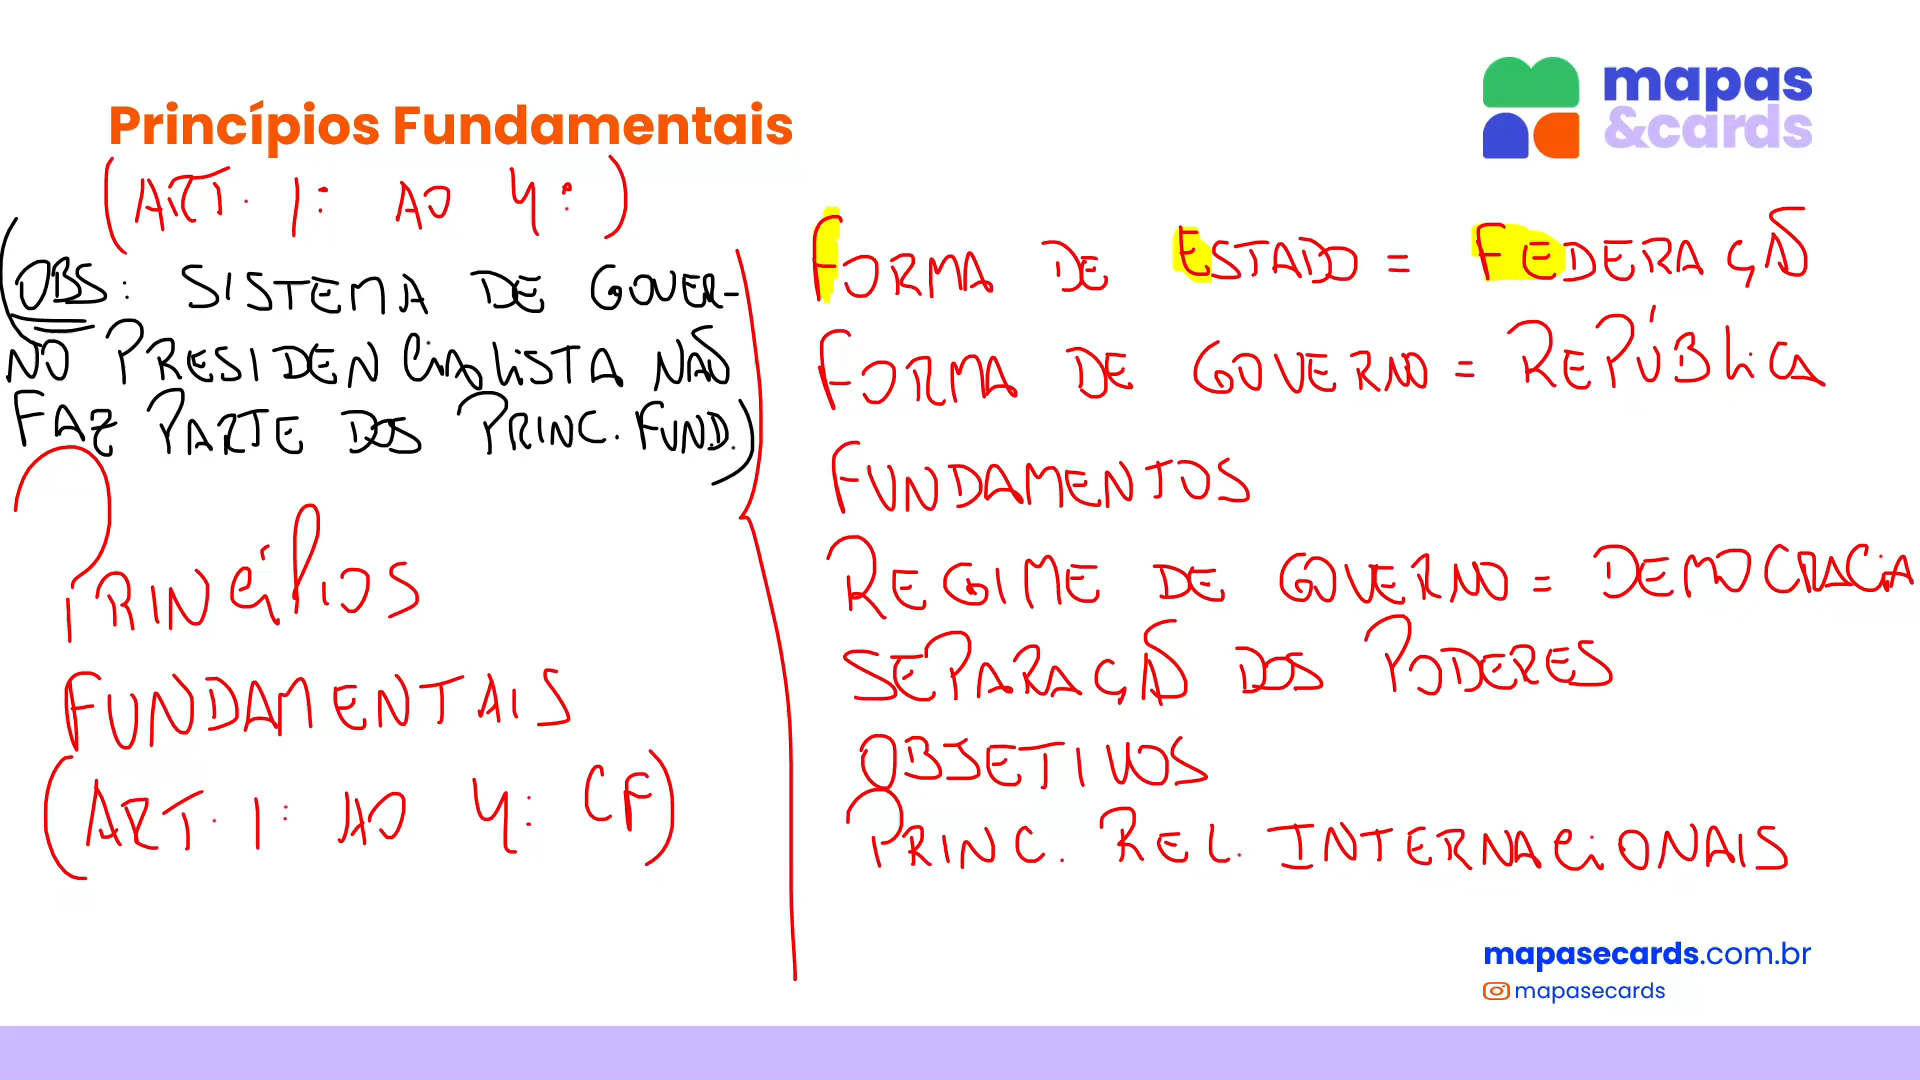 Princípios Fundamentais
mapas
&cards
(ART. 1º AO 4º)
(OBS: SISTEMA DE GOVER-
NO PRESIDENCIALISTA NÃO
FAZ PARTE DOS PRINC. FUND.)
PRINCÍPIOS
FUNDAMENTAIS
(ART. 1º AO 4º CF)
FORMA DE ESTADO = FEDERAÇÃO
FORMA DE GOVERNO = REPÚBLICA
FUNDAMENTOS
REGIME DE GOVERNO = DEMOCRACIA
SEPARAÇÃO DOS PODERES
OBJETIVOS
PRINC. REL. INTERNACIONAIS
mapasecards.com.br
mapasecards